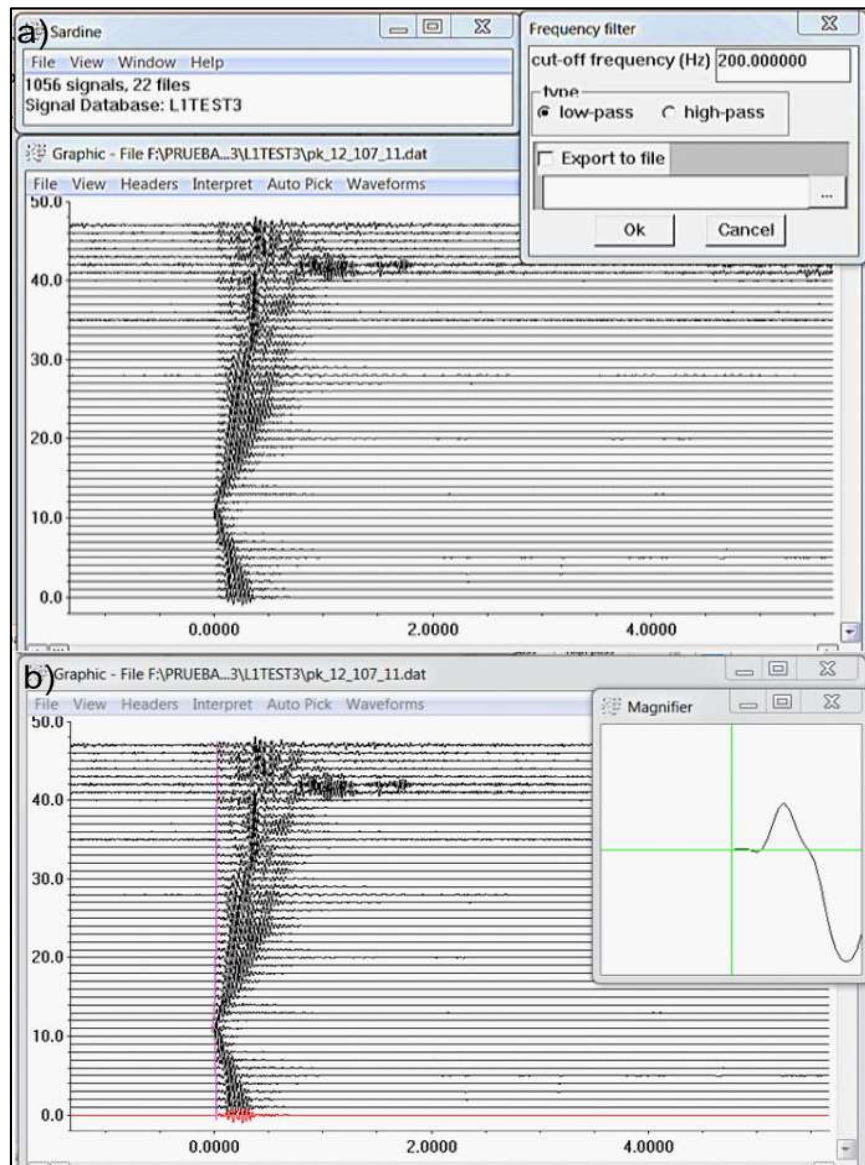 a)
Sardine
File View Window Help
1056 signals, 22 files
Signal Database: L1TEST3
Frequency filter
cut-off frequency (Hz) 200.000000
type
low-pass high-pass
Export to file
...
Ok Cancel
Graphic - File F:\PRUEBA...3\L1TEST3\pk_12_107_11.dat
File View Headers Interpret Auto Pick Waveforms
50.0
40.0
30.0
20.0
10.0
0.0
0.0000 2.0000 4.0000
b)
Graphic - File F:\PRUEBA...3\L1TEST3\pk_12_107_11.dat
File View Headers Interpret Auto Pick Waveforms
Magnifier
50.0
40.0
30.0
20.0
10.0
0.0
0.0000 2.0000 4.0000